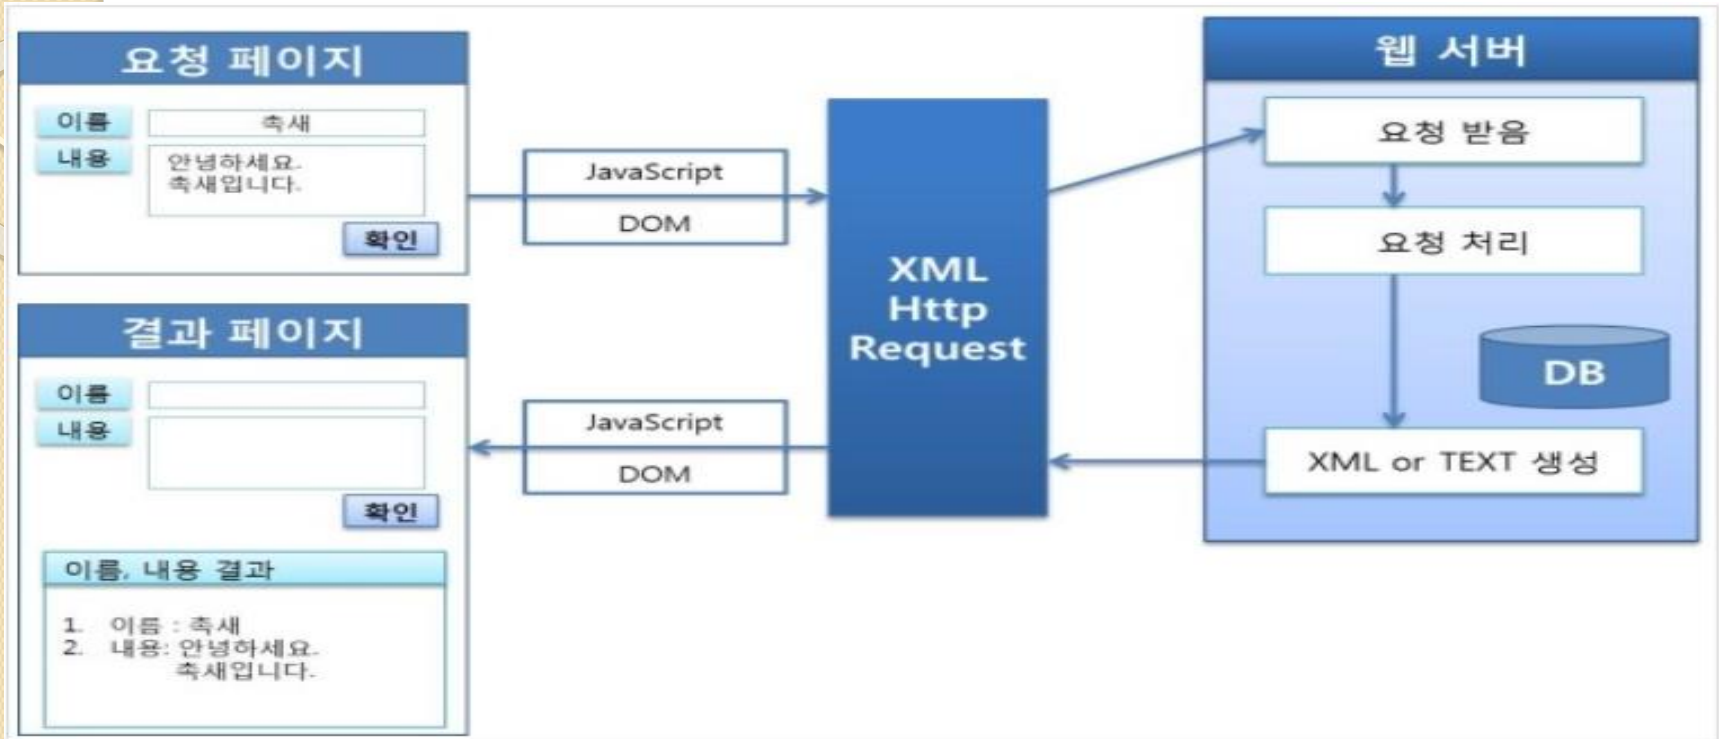 요청 페이지
이름
촉새
내용
안녕하세요.
촉새입니다.
확인
JavaScript
DOM
XML
Http
Request
웹 서버
요청 받음
요청 처리
DB
XML or TEXT 생성
JavaScript
DOM
결과 페이지
이름
내용
확인
이름, 내용 결과
1. 이름 : 촉새
2. 내용: 안녕하세요.
촉새입니다.